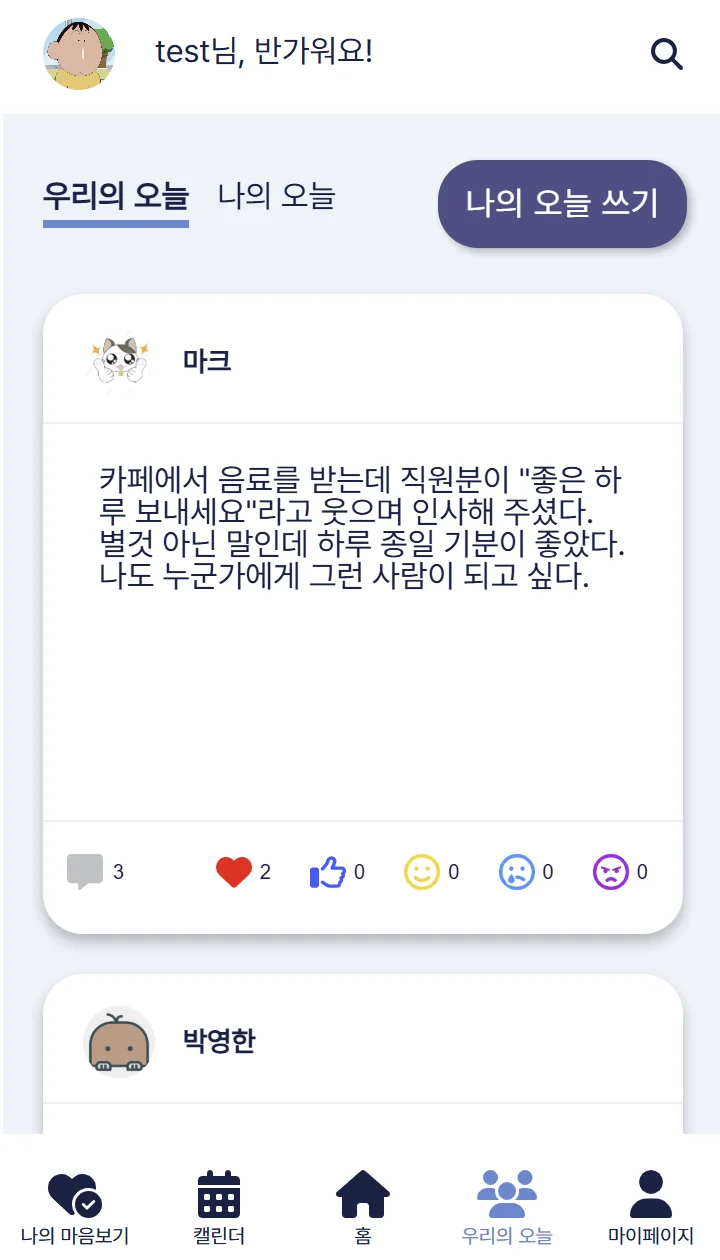 test님, 반가워요!
우리의 오늘 나의 오늘 나의 오늘 쓰기
마크
카페에서 음료를 받는데 직원분이 "좋은 하
루 보내세요"라고 웃으며 인사해 주셨다.
별것 아닌 말인데 하루 종일 기분이 좋았다.
나도 누군가에게 그런 사람이 되고 싶다.
3 2 0 0 0 0
박영한
나의 마음보기 캘린더 홈 우리의 오늘 마이페이지